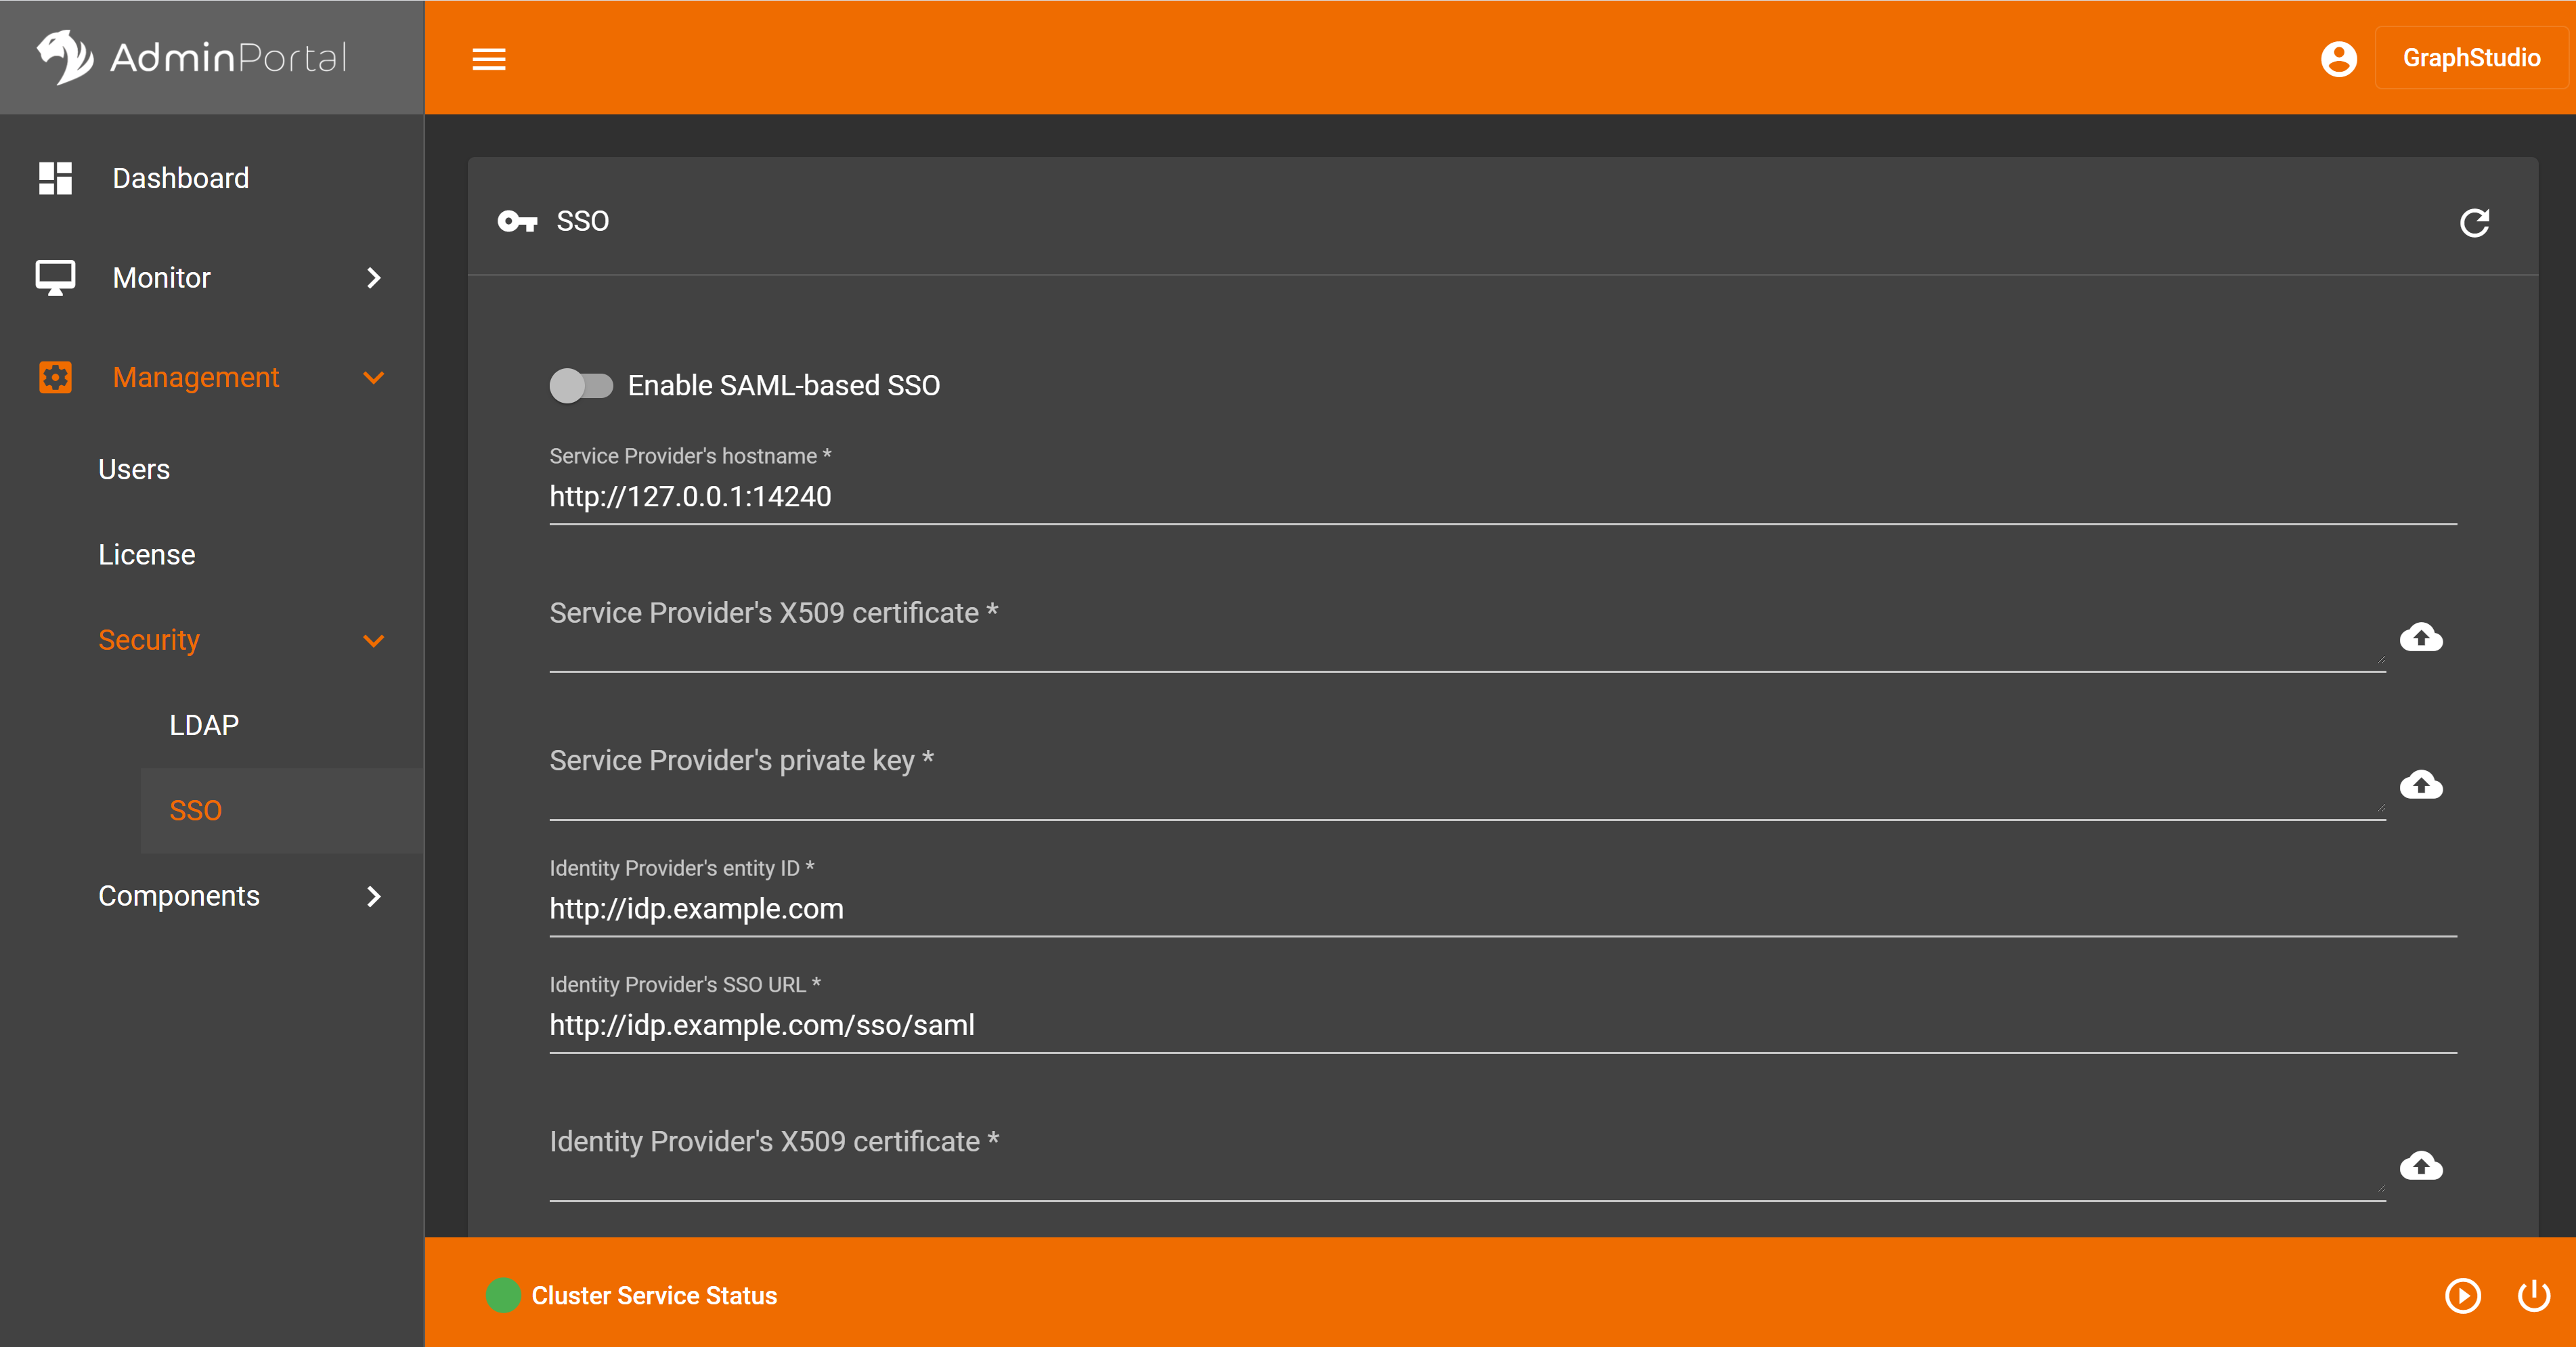 AdminPortal
GraphStudio
Dashboard
Monitor
Management
Users
License
Security
LDAP
SSO
Components
SSO
Enable SAML-based SSO
Service Provider's hostname *
http://127.0.0.1:14240
Service Provider's X509 certificate *
Service Provider's private key *
Identity Provider's entity ID *
http://idp.example.com
Identity Provider's SSO URL *
http://idp.example.com/sso/saml
Identity Provider's X509 certificate *
Cluster Service Status